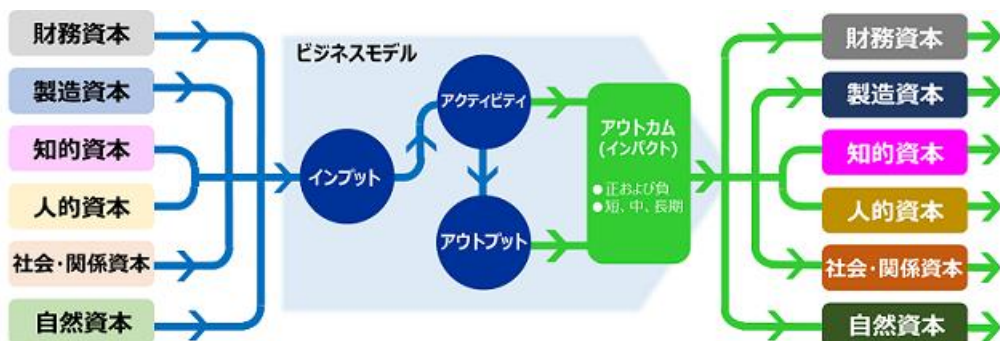 財務資本
製造資本
知的資本
人的資本
社会・関係資本
自然資本
ビジネスモデル
インプット
アクティビティ
アウトプット
アウトカム
(インパクト)
●正および負
●短、中、長期
財務資本
製造資本
知的資本
人的資本
社会・関係資本
自然資本